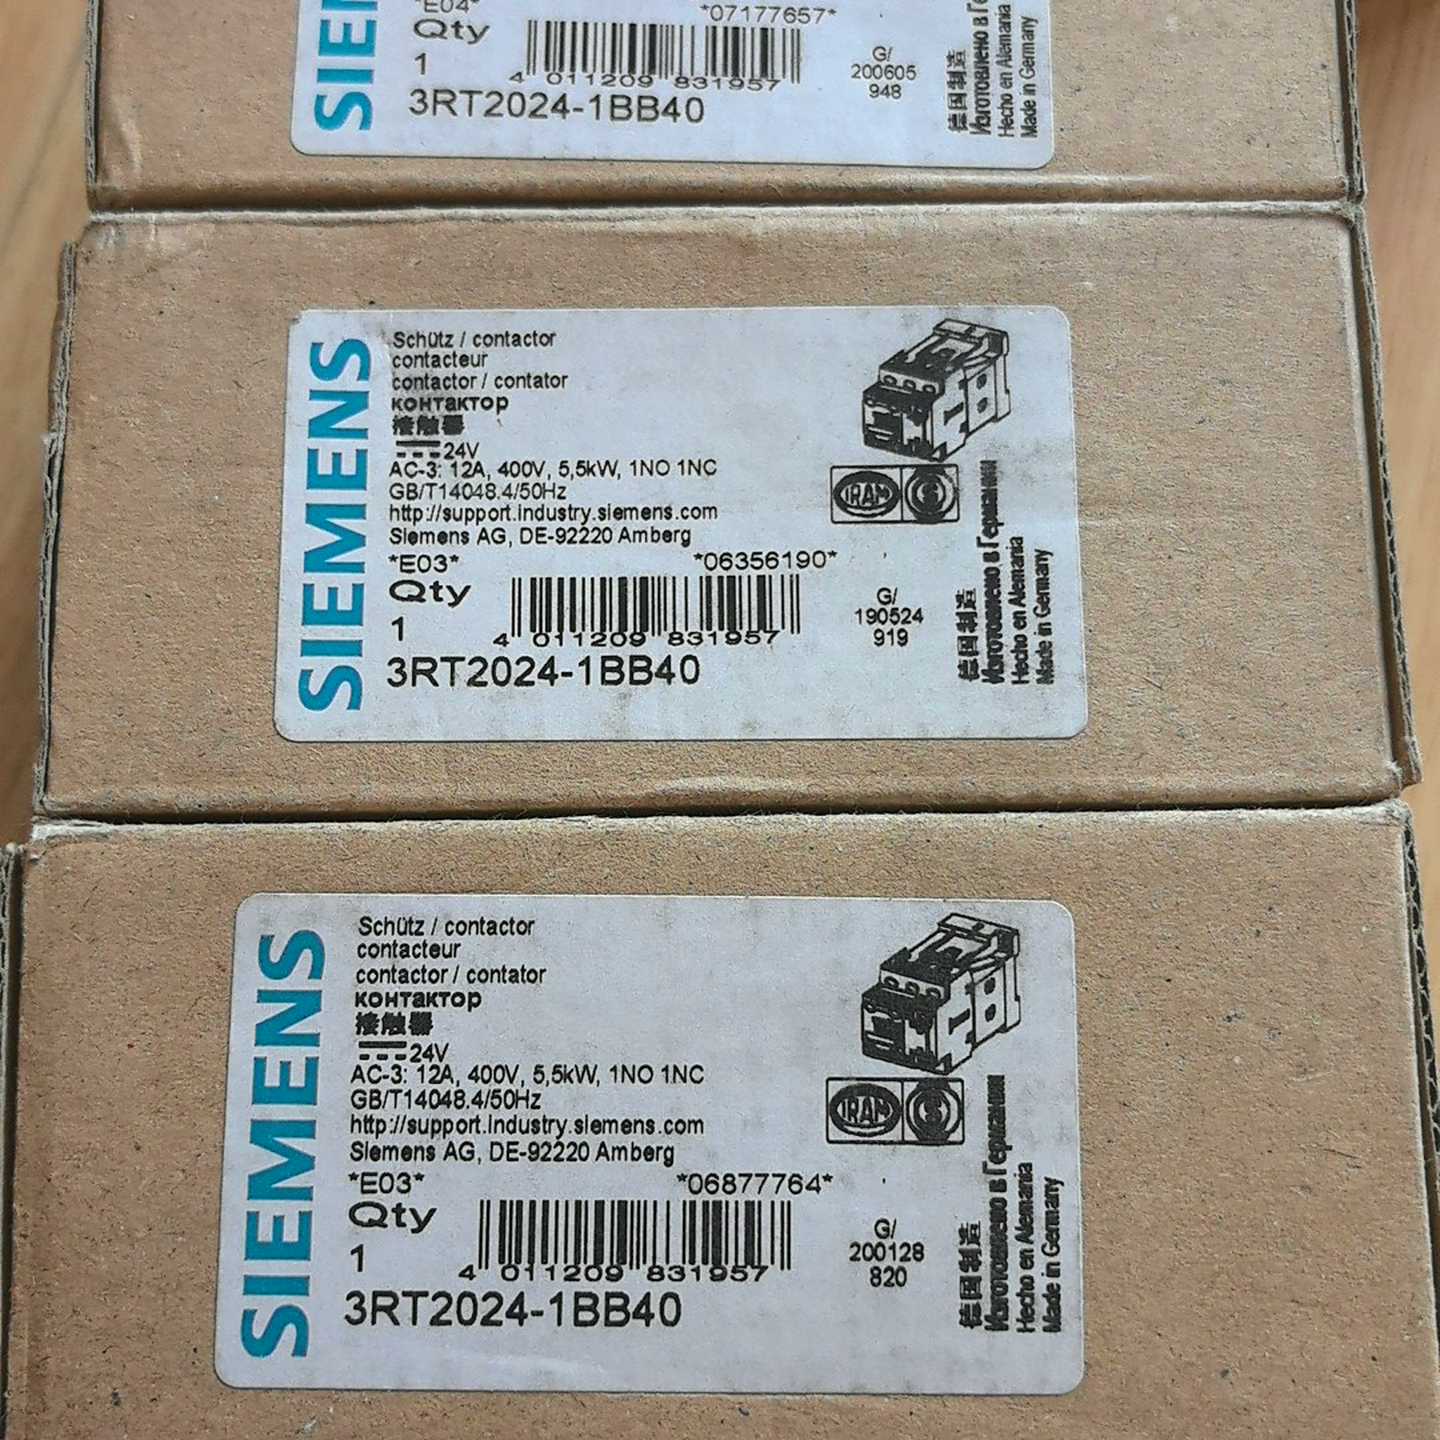 SIEMENS
*E04*
*07177657*
Qty
1
4 011209 831957
3RT2024-1BB40
G/
200605
948
德国制造
Изготовлено в Г
Hecho en Alemania
Made in Germany
SIEMENS
Schütz / contactor
contacteur
contactor / contator
контактор
接触器
24V
AC-3: 12A, 400V, 5,5kW, 1NO 1NC
GB/T14048.4/50Hz
http://support.industry.siemens.com
Siemens AG, DE-92220 Amberg
*E03*
*06356190*
Qty
1
4 011209 831957
3RT2024-1BB40
IRAM
S
G/
190524
919
德国制造
Изготовлено в Германии
Hecho en Alemania
Made in Germany
SIEMENS
Schütz / contactor
contacteur
contactor / contator
контактор
接触器
24V
AC-3: 12A, 400V, 5,5kW, 1NO 1NC
GB/T14048.4/50Hz
http://support.industry.siemens.com
Siemens AG, DE-92220 Amberg
*E03*
*06877764*
Qty
1
4 011209 831957
3RT2024-1BB40
IRAM
S
G/
200128
820
德国制造
Изготовлено в Германии
Hecho en Alemania
Made in Germany